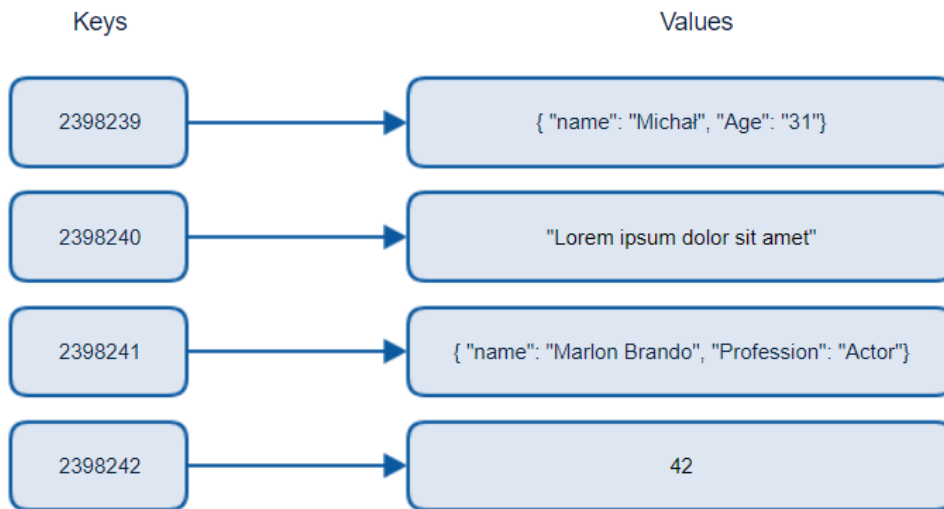 Keys Values
2398239 { "name": "Michał", "Age": "31"}
2398240 "Lorem ipsum dolor sit amet"
2398241 { "name": "Marlon Brando", "Profession": "Actor"}
2398242 42